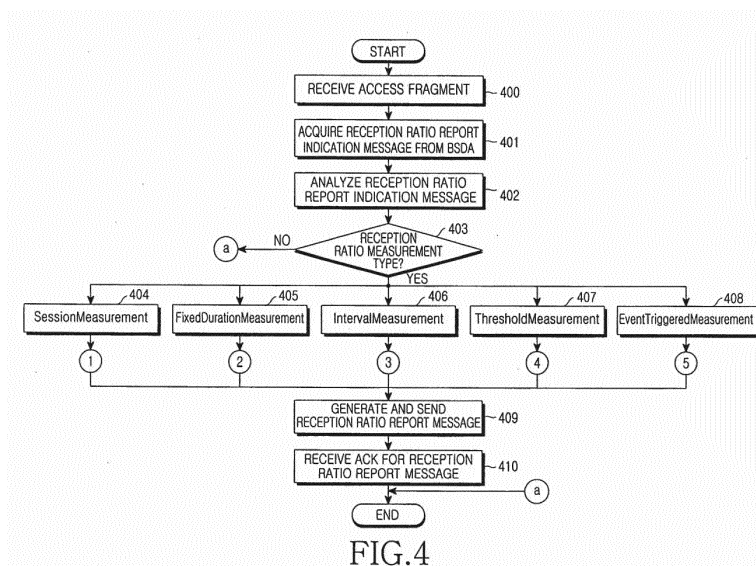 START
RECEIVE ACCESS FRAGMENT
400
ACQUIRE RECEPTION RATIO REPORT
INDICATION MESSAGE FROM BSDA
401
ANALYZE RECEPTION RATIO
REPORT INDICATION MESSAGE
402
403
RECEPTION
RATIO MEASUREMENT
TYPE?
NO
a
YES
404
SessionMeasurement
405
FixedDurationMeasurement
406
IntervalMeasurement
407
ThresholdMeasurement
408
EventTriggeredMeasurement
1
2
3
4
5
GENERATE AND SEND
RECEPTION RATIO REPORT MESSAGE
409
RECEIVE ACK FOR RECEPTION
RATIO REPORT MESSAGE
410
a
END
FIG.4